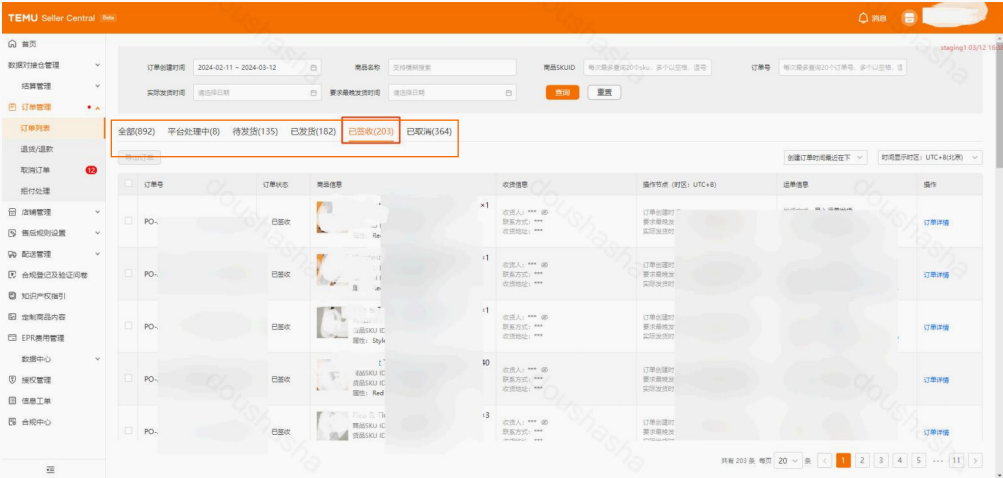 TEMU Seller Central Beta
消息
staging1 03/12 16:
首页
数据对接仓管理
结算管理
订单管理
订单列表
退货/退款
取消订单 12
拒付处理
店铺管理
售后规则设置
配送管理
合规登记及验证问卷
知识产权指引
定制商品内容
EPR费用管理
数据中心
授权管理
信息工单
合规中心
订单创建时间 2024-02-11 ~ 2024-03-12 商品名称 支持模糊搜索 商品SKUID 每次最多查询20个sku，多个以空格、逗号 订单号 每次最多查询20个订单号，多个以空格、逗
实际发货时间 请选择日期 要求最晚发货时间 请选择日期 查询 重置
全部(892) 平台处理中(8) 待发货(135) 已发货(182) 已签收(203) 已取消(364)
导出订单 创建订单时间最近在下 时间显示时区：UTC+8(北京)
订单号 订单状态 商品信息 收货信息 操作节点（时区：UTC+8） 运单信息 操作
PO- 已签收 ×1 收货人：*** 联系方式：*** 收货地址：*** 订单创建时 要求最晚发 实际发货时 订单详情
PO- 已签收 ×1 收货人：*** 联系方式：*** 收货地址：*** 订单创建时 要求最晚发 实际发货时 订单详情
PO- 已签收 货品SKU ID 属性：Style 收货人：*** 联系方式：*** 收货地址：*** 订单创建时 要求最晚发 实际发货时 订单详情
PO- 已签收 货品SKU ID 属性：Red 收货人：*** 联系方式：*** 收货地址：*** 订单创建时 要求最晚发 实际发货时 订单详情
PO- 已签收 商品SKU ID 货品SKU IC 收货人：*** 联系方式：*** 订单创建时 要求最晚发 订单详情
共有 203 条 每页 20 条 1 2 3 4 5 ··· 11
doushasha